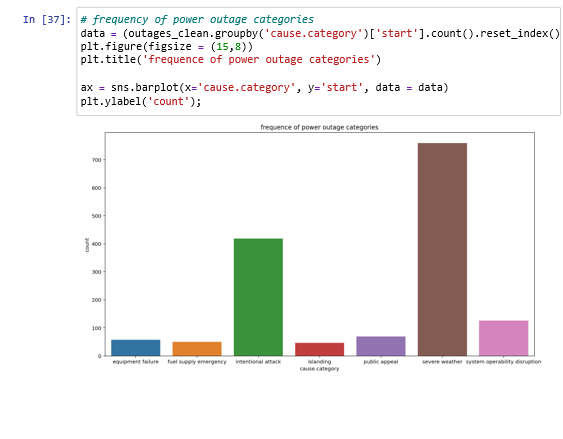 In [37]: # frequency of power outage categories
data = (outages_clean.groupby('cause.category')['start'].count().reset_index()
plt.figure(figsize = (15,8))
plt.title('frequence of power outage categories')
ax = sns.barplot(x='cause.category', y='start', data = data)
plt.ylabel('count');
frequence of power outage categories
700
600
500
400
300
200
100
0
count
equipment failure fuel supply emergency intentional attack islanding public appeal severe weather system operability disruption
cause.category